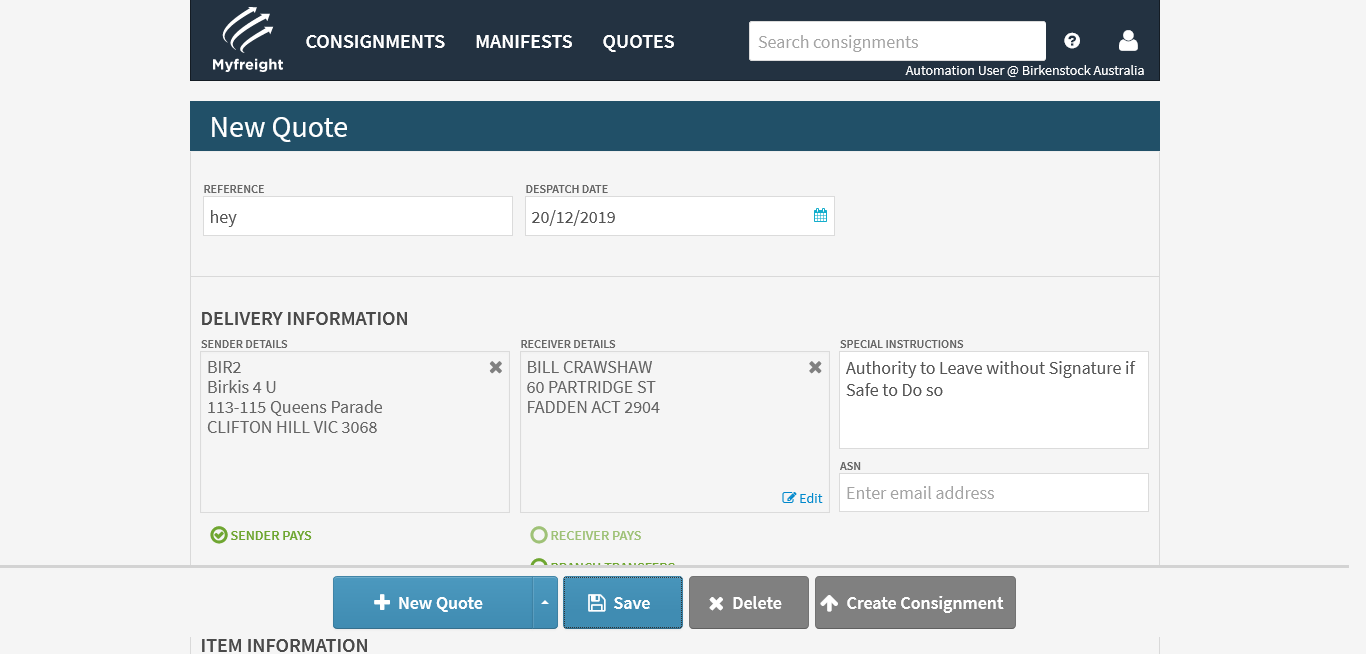 Myfreight
CONSIGNMENTS MANIFESTS QUOTES
Search consignments
Automation User @ Birkenstock Australia
New Quote
REFERENCE
hey
DESPATCH DATE
20/12/2019
DELIVERY INFORMATION
SENDER DETAILS
BIR2
Birkis 4 U
113-115 Queens Parade
CLIFTON HILL VIC 3068
RECEIVER DETAILS
BILL CRAWSHAW
60 PARTRIDGE ST
FADDEN ACT 2904
Edit
SPECIAL INSTRUCTIONS
Authority to Leave without Signature if
Safe to Do so
ASN
Enter email address
SENDER PAYS
RECEIVER PAYS
BRANCH TRANSFERS
New Quote
Save
Delete
Create Consignment
ITEM INFORMATION